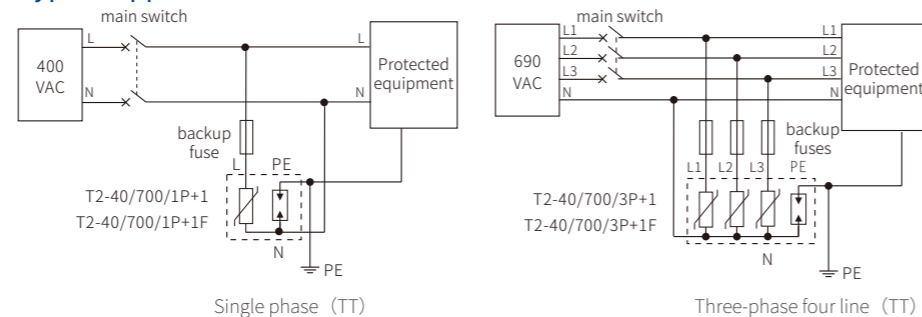 main switch
L
L
400
VAC
Protected
equipment
N
N
backup
fuse
L
PE
T2-40/700/1P+1
T2-40/700/1P+1F
N
PE
Single phase（TT）
main switch
L1
L1
L2
L2
690
VAC
L3
L3
Protected
equipment
N
N
backup
fuses
L1
L2
L3
PE
T2-40/700/3P+1
T2-40/700/3P+1F
N
PE
Three-phase four line（TT）